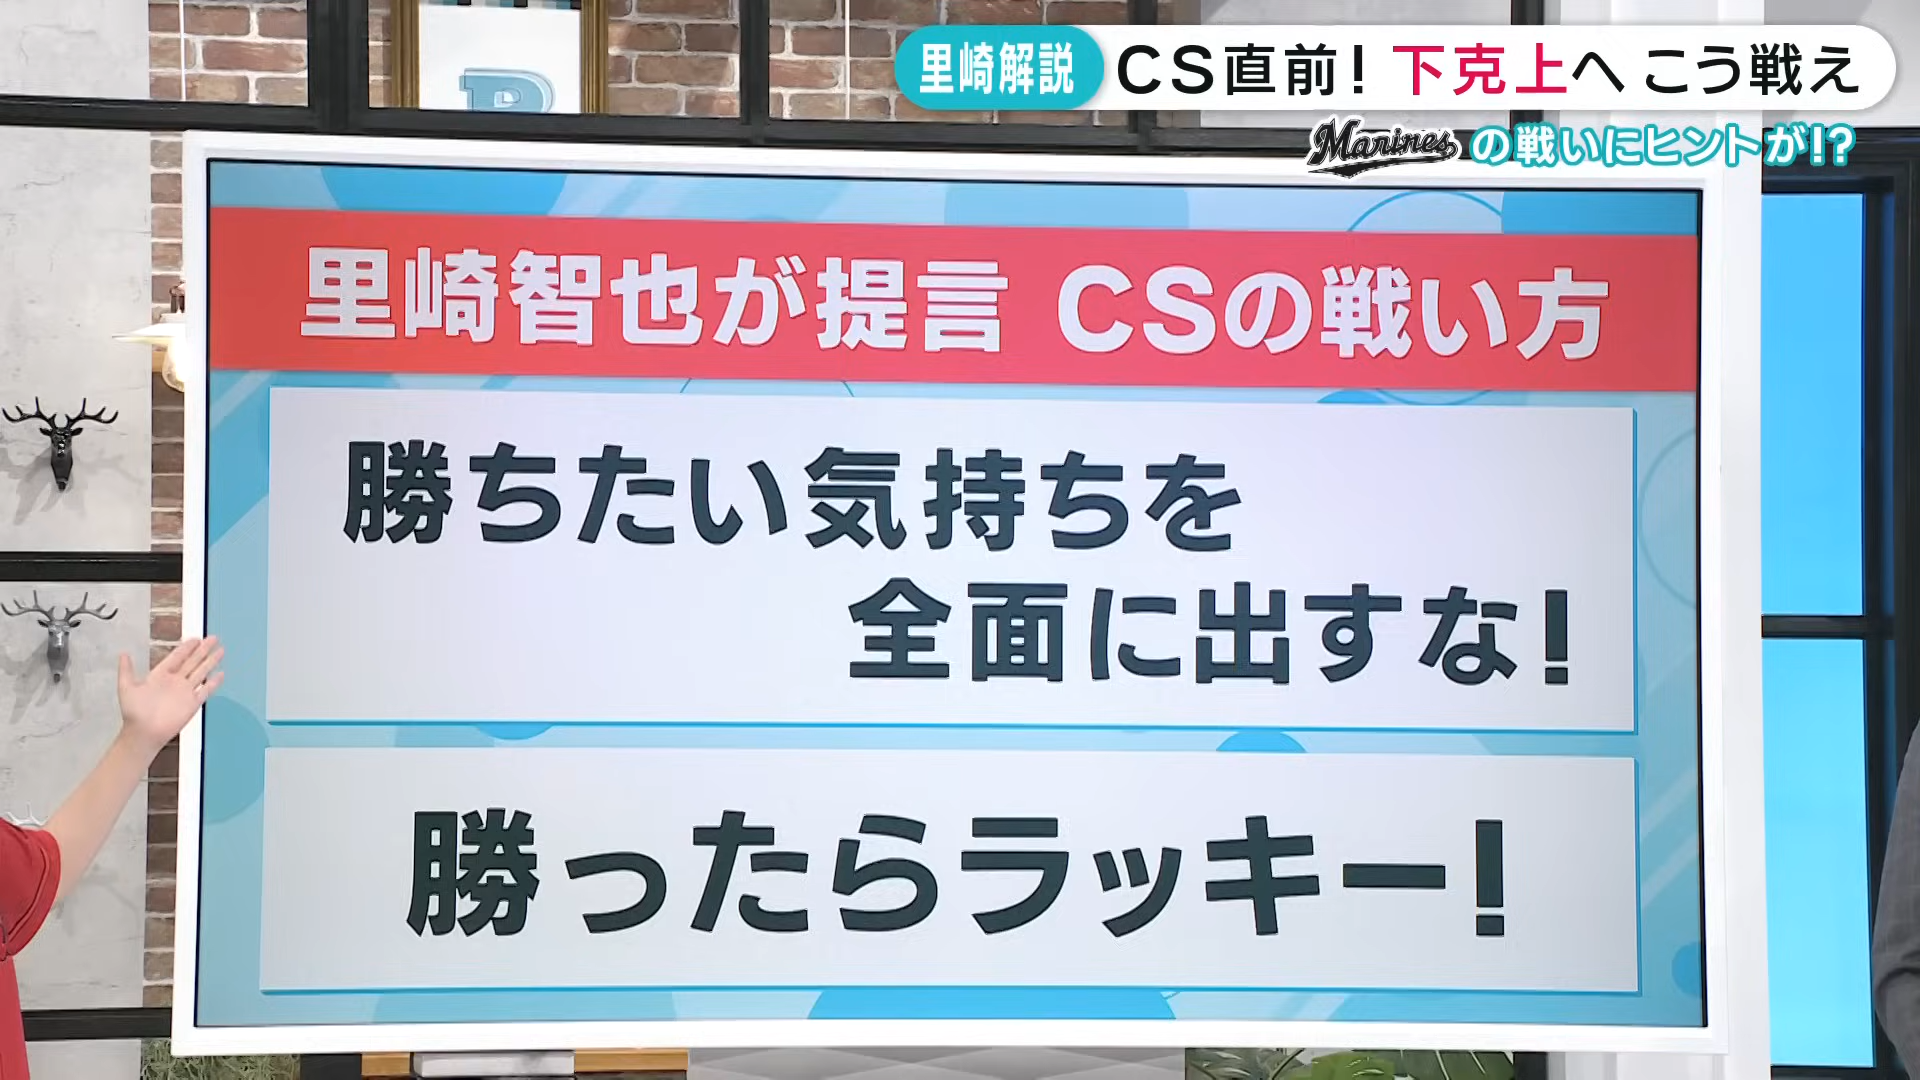 里崎解説 CS直前! 下克上へ こう戦え
Marines の戦いにヒントが!?
里崎智也が提言 CSの戦い方
勝ちたい気持ちを
全面に出すな!
勝ったらラッキー!